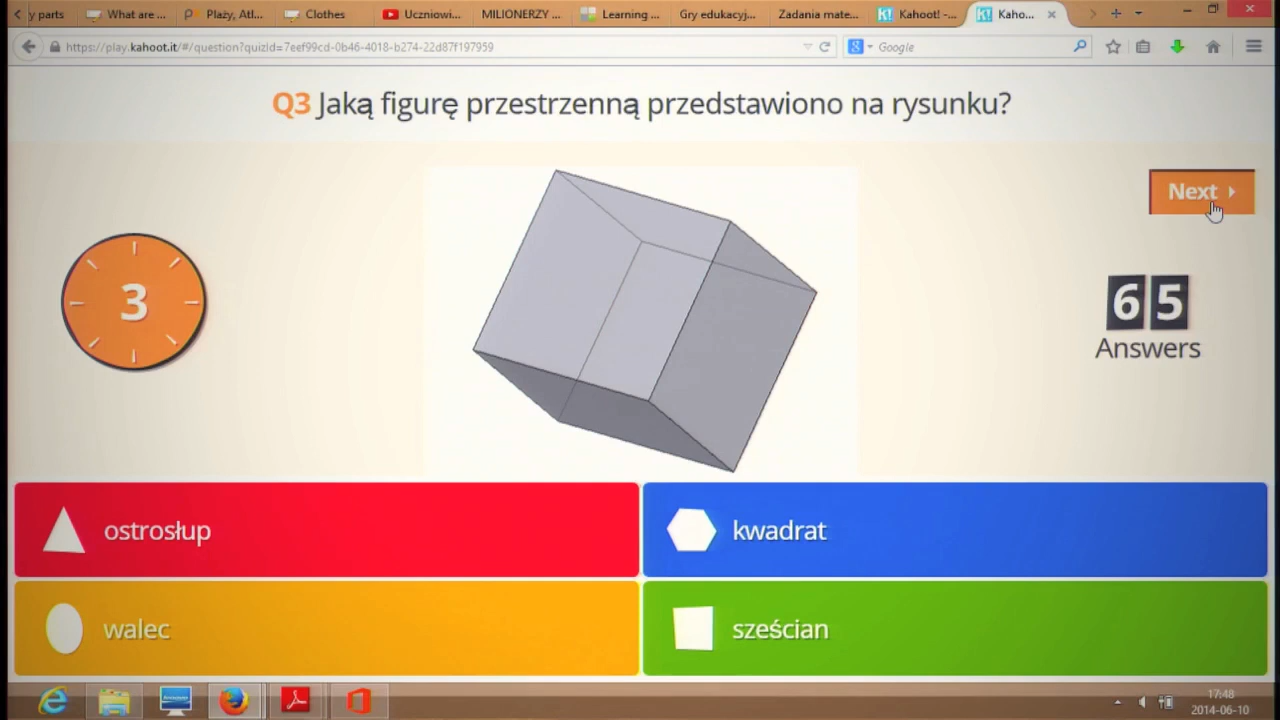 y parts
What are ...
Plaży, Atl...
Clothes
Uczniowi...
MILIONERZY ...
Learning ...
Gry edukacyj...
Zadania mate...
Kahoot! -...
Kaho...
https://play.kahoot.it/#/question?quizId=7eef99cd-0b46-4018-b274-22d87f197959
Google
Q3 Jaką figurę przestrzenną przedstawiono na rysunku?
Next
3
65
Answers
ostrosłup
kwadrat
walec
sześcian
17:48
2014-06-10